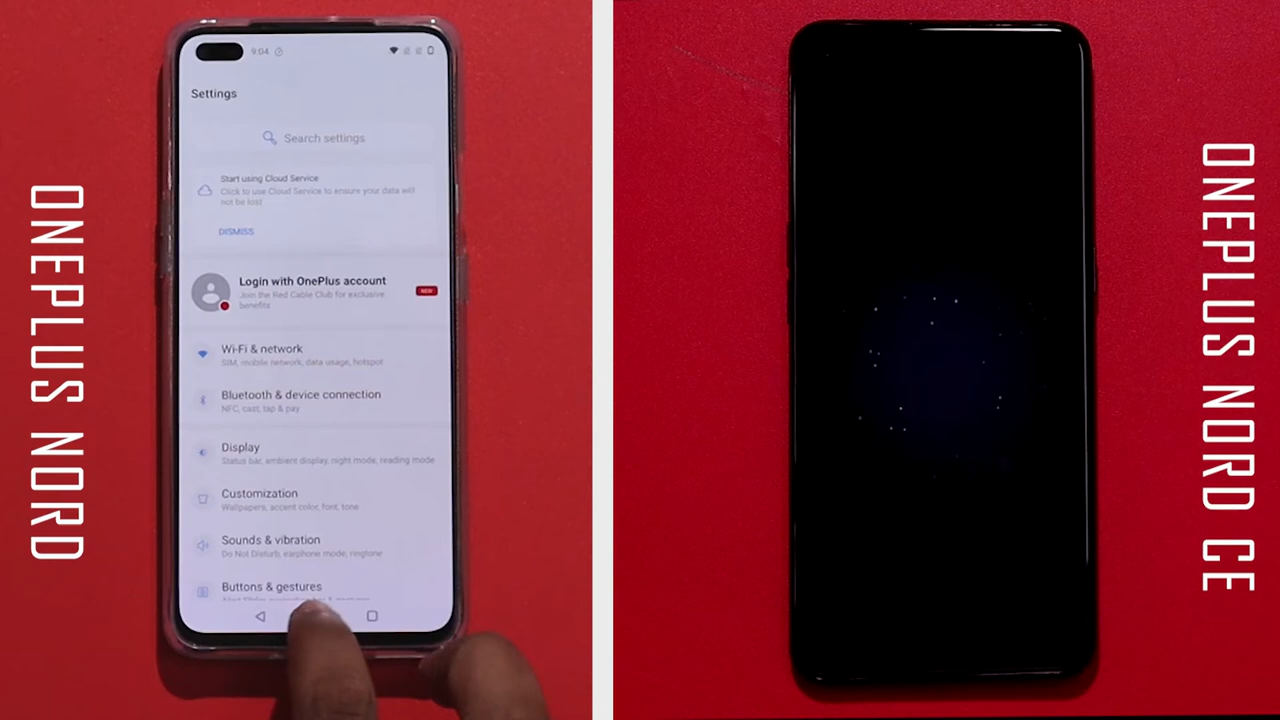 ONEPLUS NORD
9:04
Settings
Search settings
Start using Cloud Service
Click to use Cloud Service to ensure your data will
not be lost
DISMISS
Login with OnePlus account
Join the Red Cable Club for exclusive
benefits
NEW
Wi-Fi & network
SIM, mobile network, data usage, hotspot
Bluetooth & device connection
NFC, cast, tap & pay
Display
Status bar, ambient display, night mode, reading mode
Customization
Wallpapers, accent color, font, tone
Sounds & vibration
Do Not Disturb, earphone mode, ringtone
Buttons & gestures
ONEPLUS NORD CE